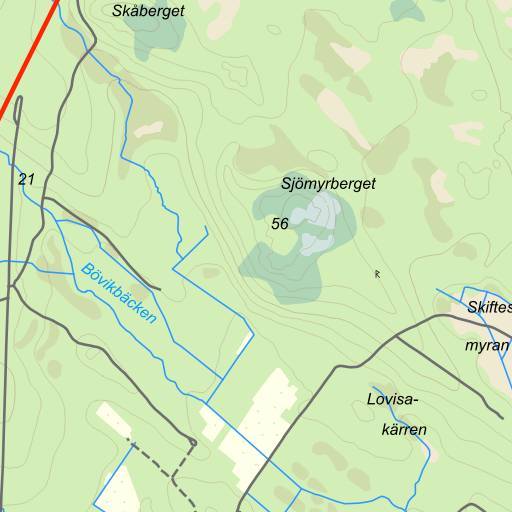 Skåberget
21
Sjömyrberget
56
Bövikbäcken
R
Skiftes
myran
Lovisa-
kärren